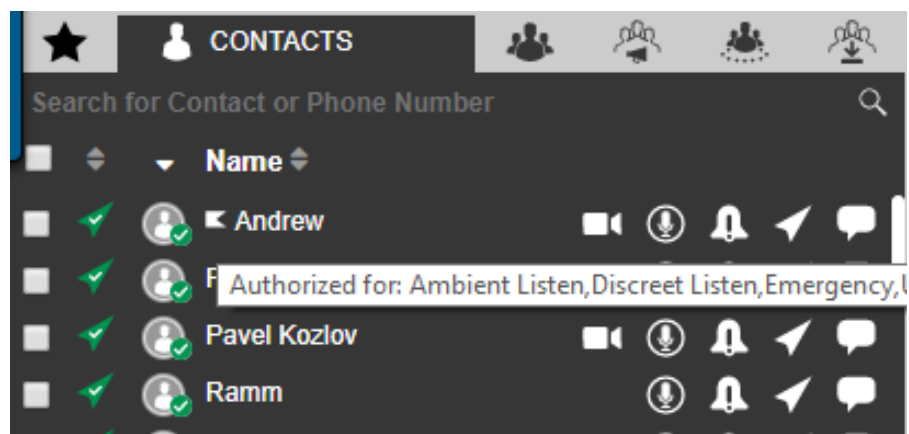 CONTACTS
Search for Contact or Phone Number
Name
Andrew
Authorized for: Ambient Listen,Discreet Listen,Emergency,
Pavel Kozlov
Ramm